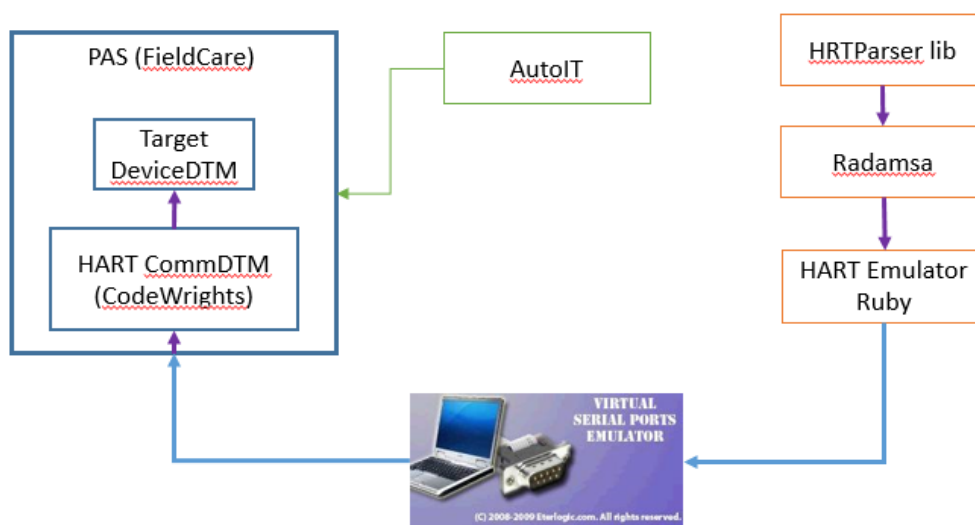 PAS (FieldCare)
Target
DeviceDTM
HART CommDTM
(CodeWrights)
AutoIT
HRTParser lib
Radamsa
HART Emulator
Ruby
VIRTUAL
SERIAL PORTS
EMULATOR
(C) 2008-2009 Eterlogic.com. All rights reserved.